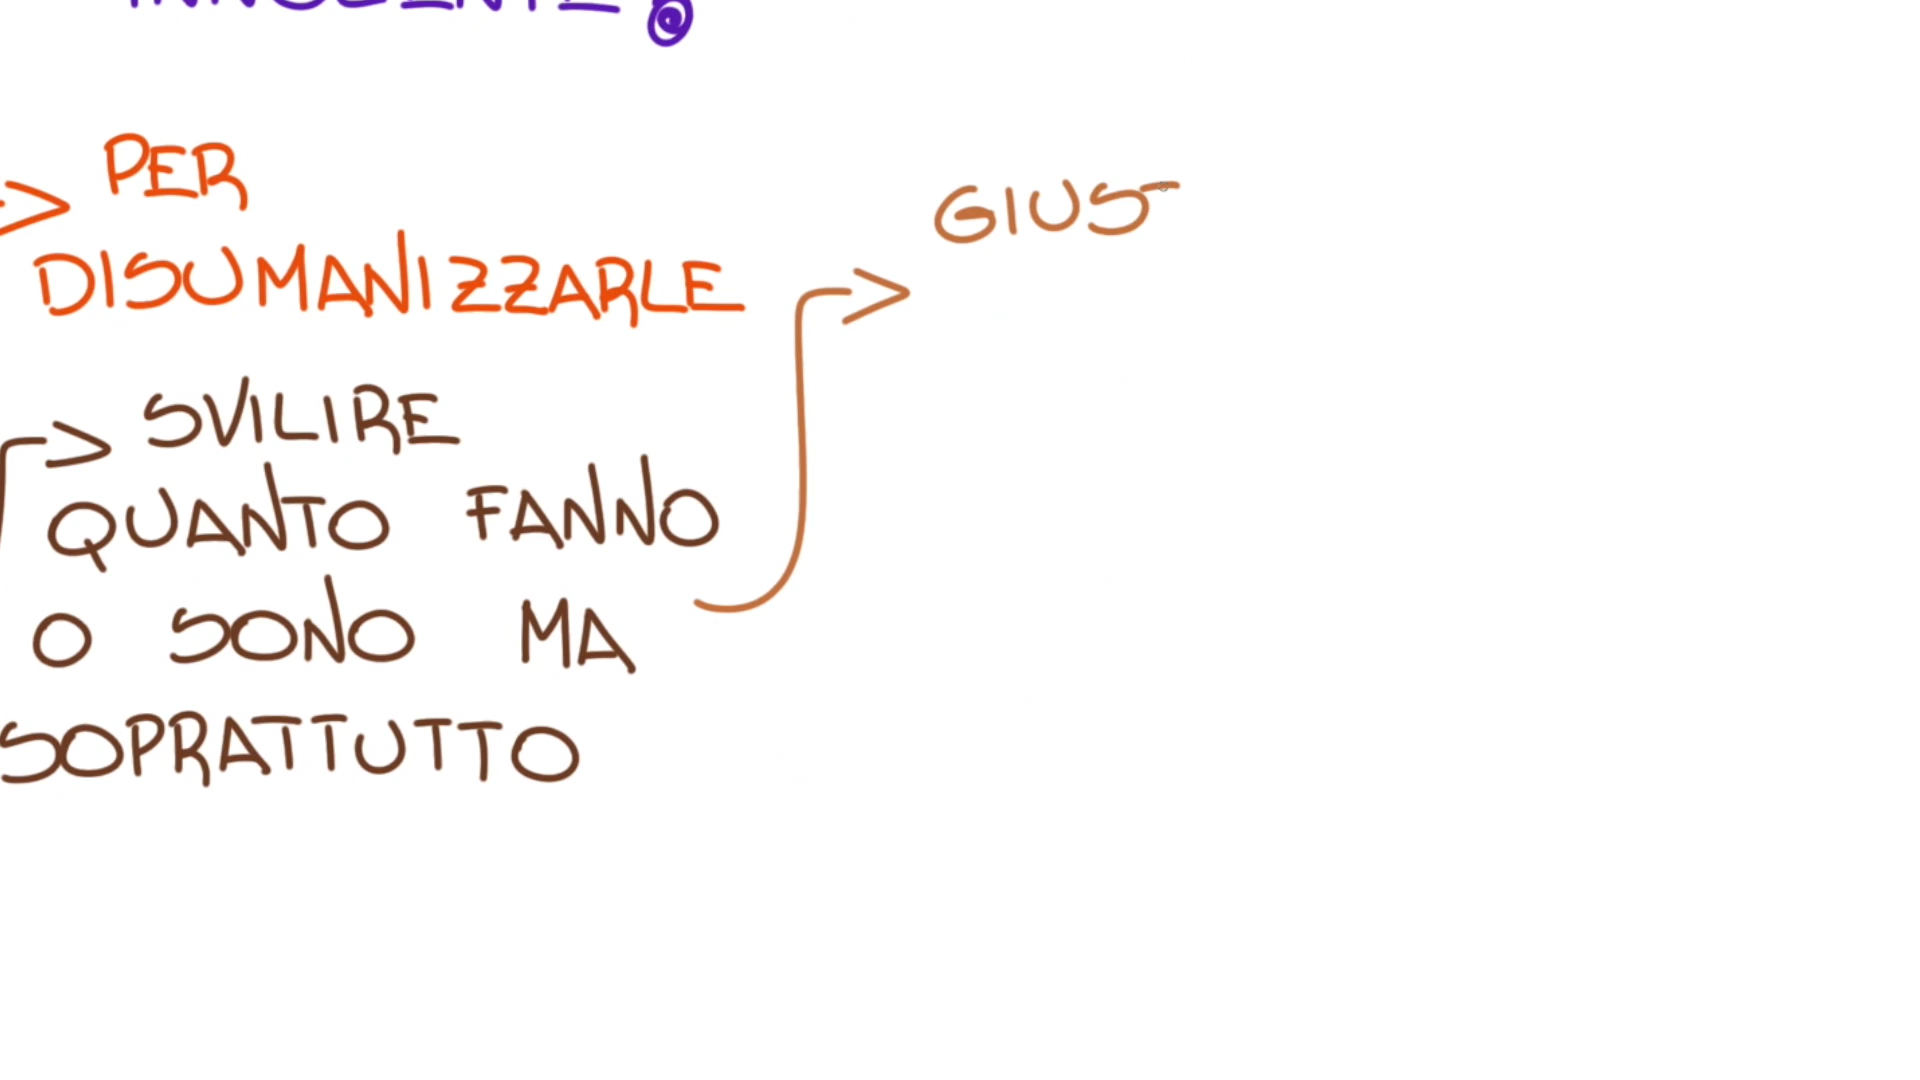 PER
DISUMANIZZARLE
SVILIRE
QUANTO FANNO
O SONO MA
SOPRATTUTTO
GIUS